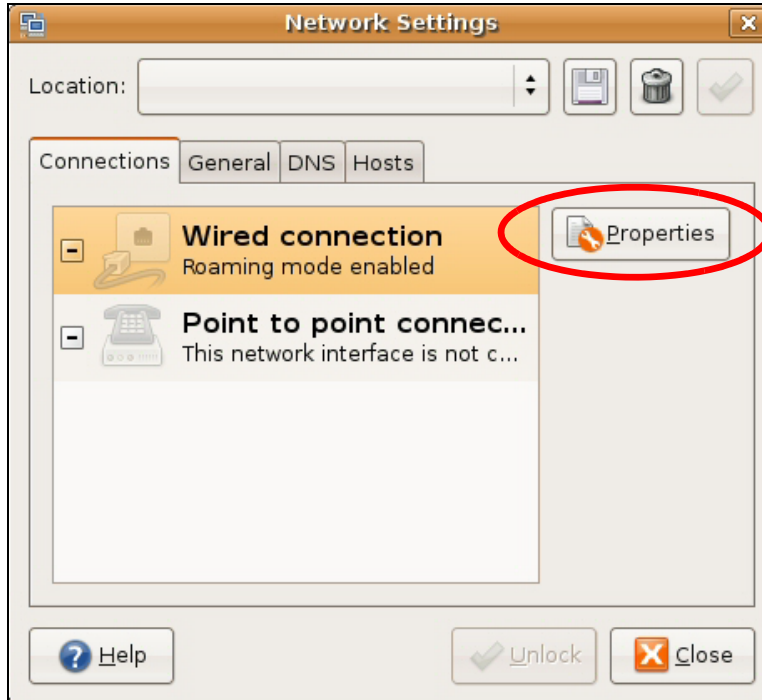 Network Settings
Location:
Connections General DNS Hosts
Wired connection
Roaming mode enabled
Properties
Point to point connec...
This network interface is not c...
Help
Unlock
Close